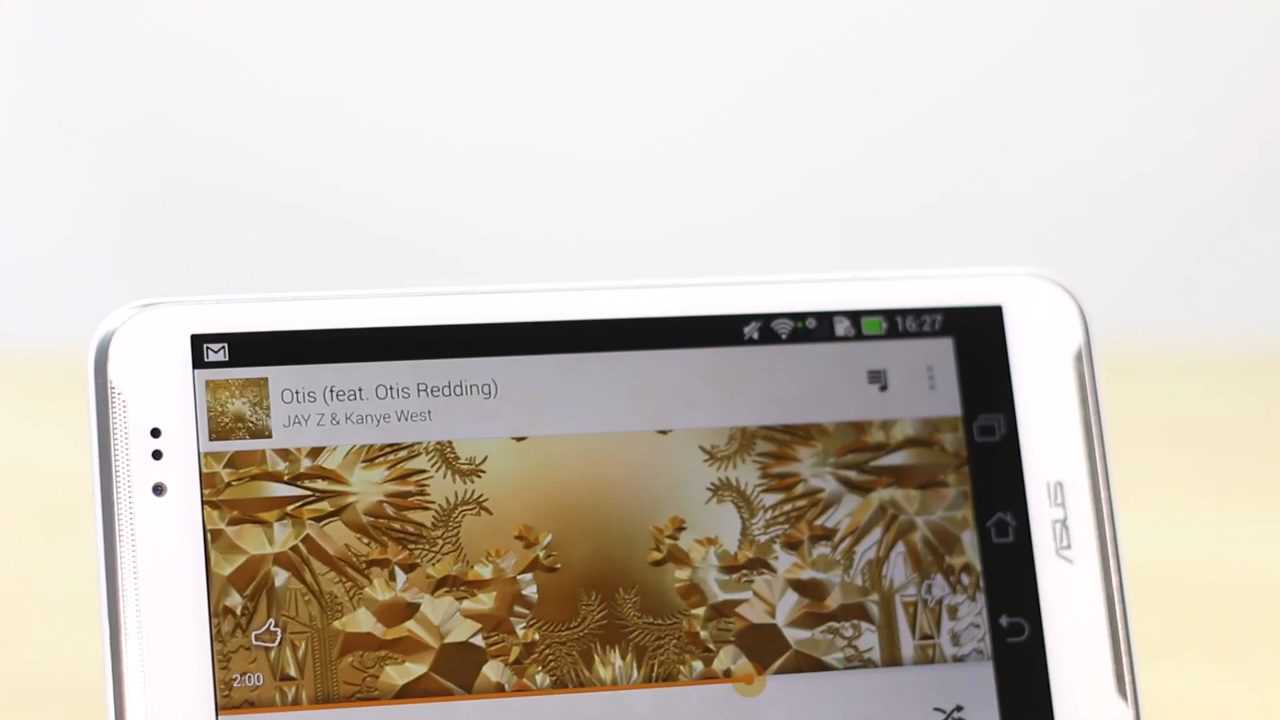 16:27
Otis (feat. Otis Redding)
JAY Z & Kanye West
ASUS
2:00